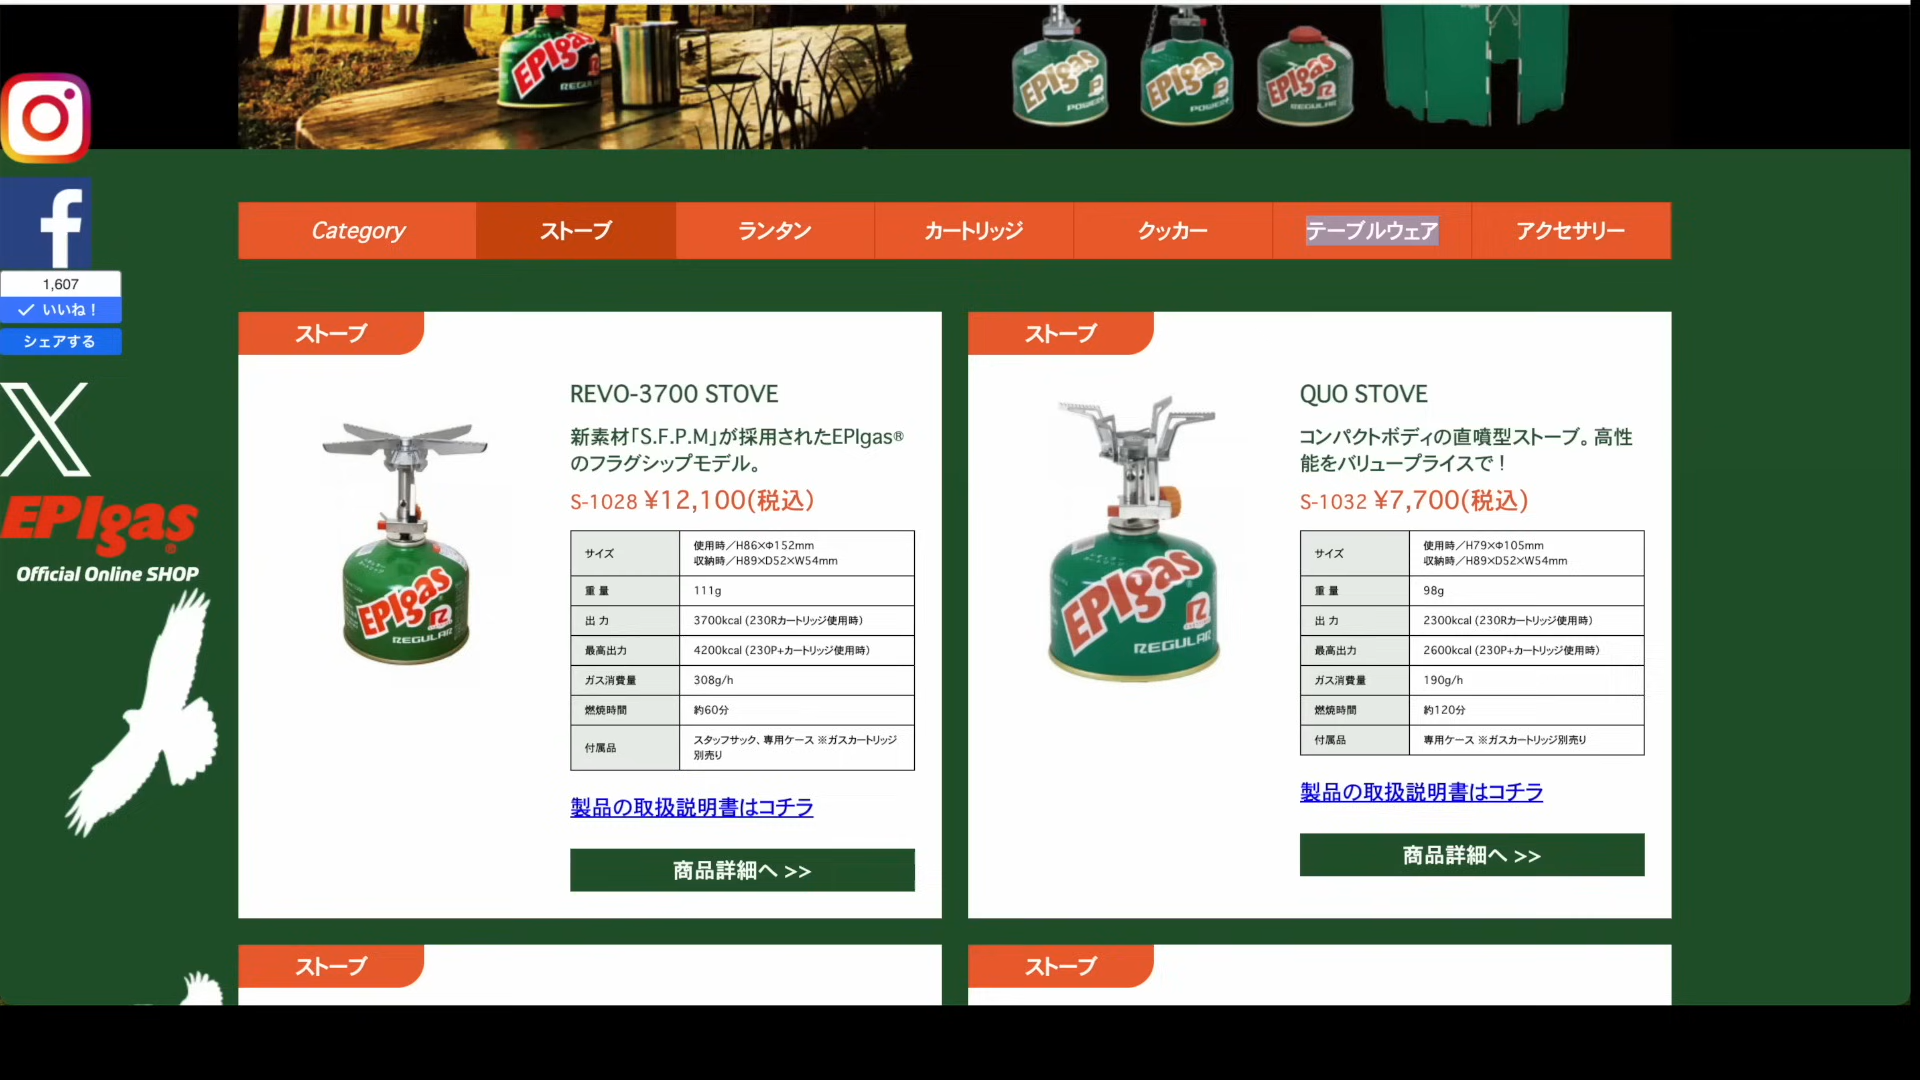 EPIgas
REGULAR
EPIgas
POWER+
EPIgas
POWER+
EPIgas
REGULAR
1,607
いいね！
シェアする
EPIgas®
Official Online SHOP
Category
ストーブ
ランタン
カートリッジ
クッカー
テーブルウェア
アクセサリー
ストーブ
EPIgas
REGULAR
REVO-3700 STOVE
新素材「S.F.P.M」が採用されたEPIgas®
のフラグシップモデル。
S-1028 ¥12,100(税込)
サイズ
使用時／H86×Φ152mm
収納時／H89×D52×W54mm
重 量
111g
出 力
3700kcal (230Rカートリッジ使用時)
最高出力
4200kcal (230P+カートリッジ使用時)
ガス消費量
308g/h
燃焼時間
約60分
付属品
スタッフサック、専用ケース ※ガスカートリッジ
別売り
製品の取扱説明書はコチラ
商品詳細へ >>
ストーブ
EPIgas
REGULAR
QUO STOVE
コンパクトボディの直噴型ストーブ。高性
能をバリュープライスで！
S-1032 ¥7,700(税込)
サイズ
使用時／H79×Φ105mm
収納時／H89×D52×W54mm
重 量
98g
出 力
2300kcal (230Rカートリッジ使用時)
最高出力
2600kcal (230P+カートリッジ使用時)
ガス消費量
190g/h
燃焼時間
約120分
付属品
専用ケース ※ガスカートリッジ別売り
製品の取扱説明書はコチラ
商品詳細へ >>
ストーブ
ストーブ